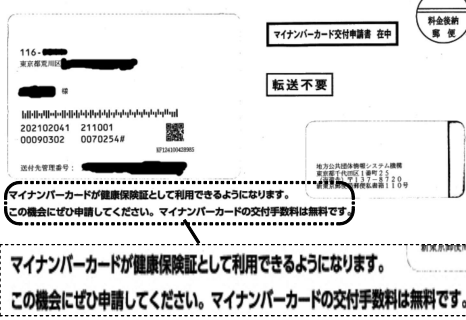 料金後納
郵便
マイナンバーカード交付申請書 在中
116-
東京都荒川区
様
転送不要
202102041 211001
00090302 0070254#
EF124100428985
送付先管理番号:
地方公共団体情報システム機構
東京都千代田区1番町25
〒137-8720
マイナンバーカードが健康保険証として利用できるようになります。
この機会にぜひ申請してください。マイナンバーカードの交付手数料は無料です。
マイナンバーカードが健康保険証として利用できるようになります。
この機会にぜひ申請してください。マイナンバーカードの交付手数料は無料です。